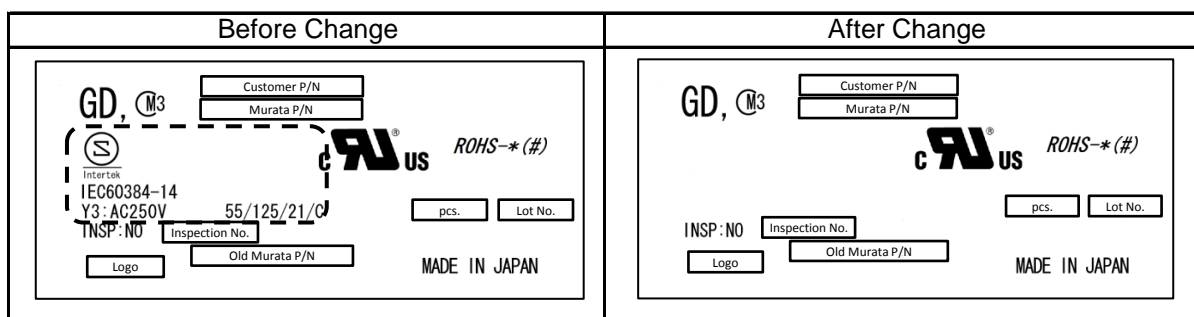 Before Change
After Change
Customer P/N
GD, M3
Murata P/N
S
Intertek
IEC60384-14
Y3:AC250V 55/125/21/C
C RU ® US
ROHS-*(#)
pcs.
Lot No.
INSP:NO
Inspection No.
Old Murata P/N
Logo
MADE IN JAPAN
Customer P/N
GD, M3
Murata P/N
C RU ® US
ROHS-*(#)
pcs.
Lot No.
INSP:NO
Inspection No.
Old Murata P/N
Logo
MADE IN JAPAN